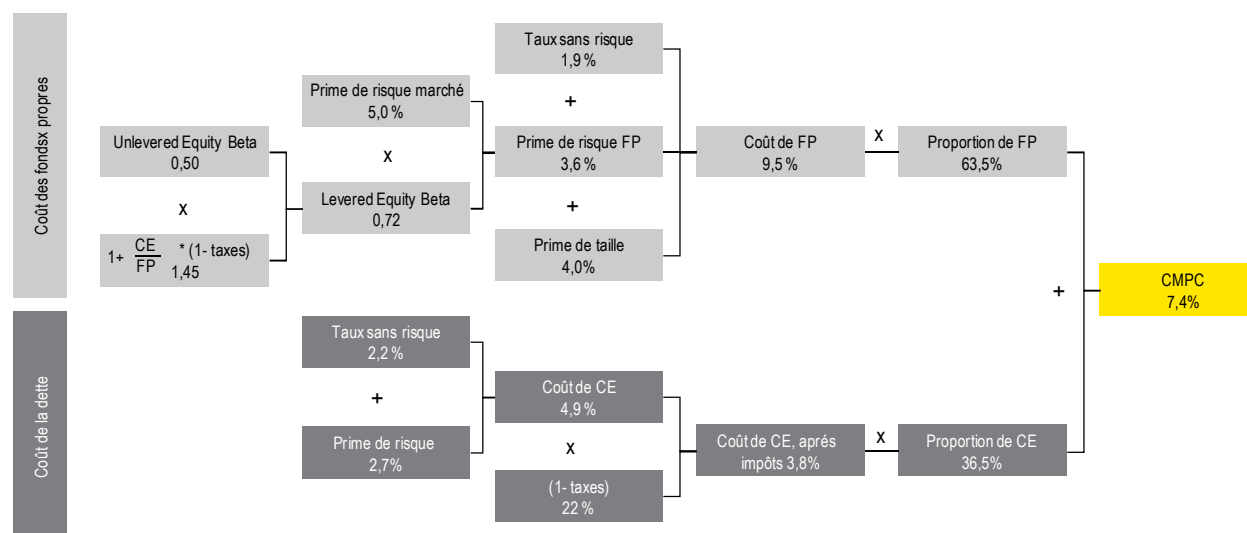 Coût des fondsx propres
Taux sans risque
1,9 %
Prime de risque marché
5,0 %
+
Unlevered Equity Beta
0,50
x
Prime de risque FP
3,6 %
Coût de FP
9,5 %
x
Proportion de FP
63,5%
x
Levered Equity Beta
0,72
+
1+ CE/FP * (1- taxes)
1,45
Prime de taille
4,0%
+
CMPC
7,4%
Coût de la dette
Taux sans risque
2,2 %
+
Coût de CE
4,9 %
Prime de risque
2,7%
x
Coût de CE, aprés
impôts 3,8%
x
Proportion de CE
36,5%
(1- taxes)
22 %